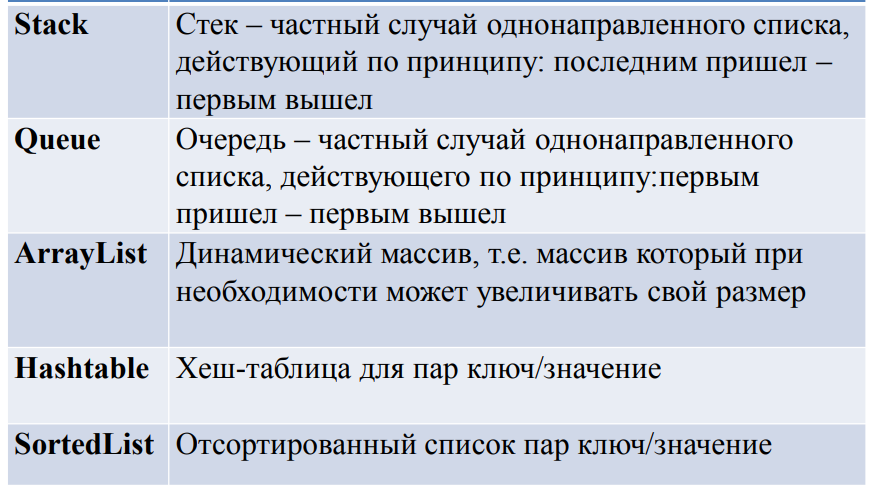 Stack
Стек – частный случай однонаправленного списка,
действующий по принципу: последним пришел –
первым вышел
Queue
Очередь – частный случай однонаправленного
списка, действующего по принципу:первым
пришел – первым вышел
ArrayList
Динамический массив, т.е. массив который при
необходимости может увеличивать свой размер
Hashtable
Хеш-таблица для пар ключ/значение
SortedList
Отсортированный список пар ключ/значение